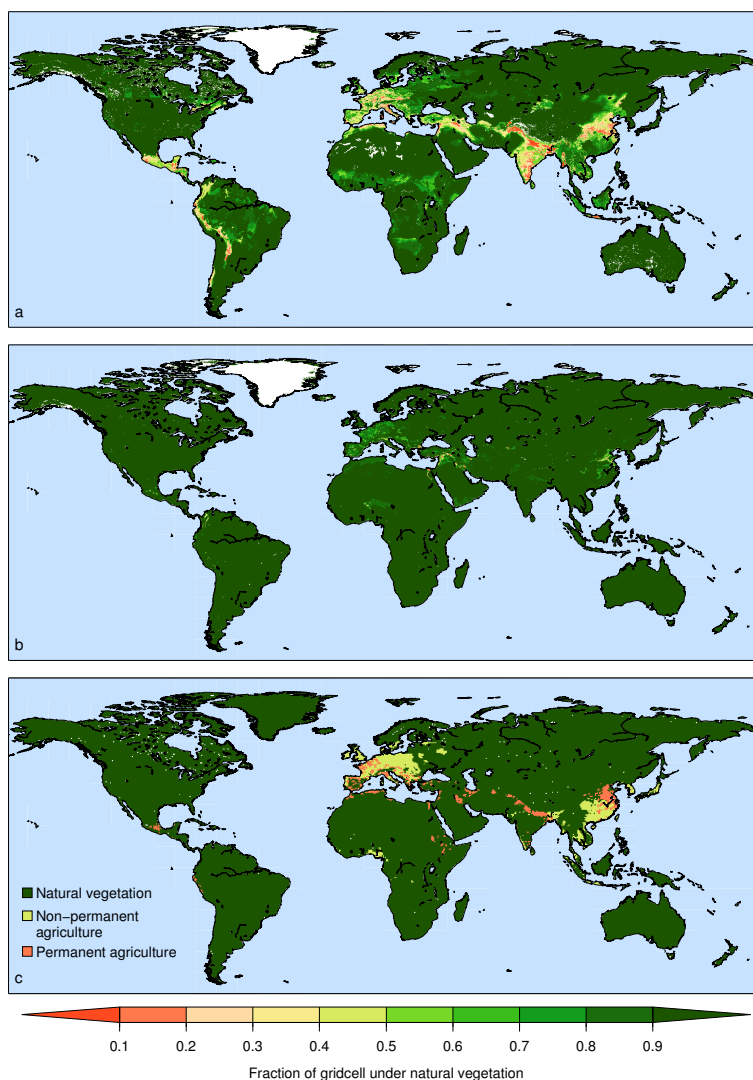 a
b
Natural vegetation
Non−permanent
agriculture
Permanent agriculture
c
0.1 0.2 0.3 0.4 0.5 0.6 0.7 0.8 0.9
Fraction of gridcell under natural vegetation